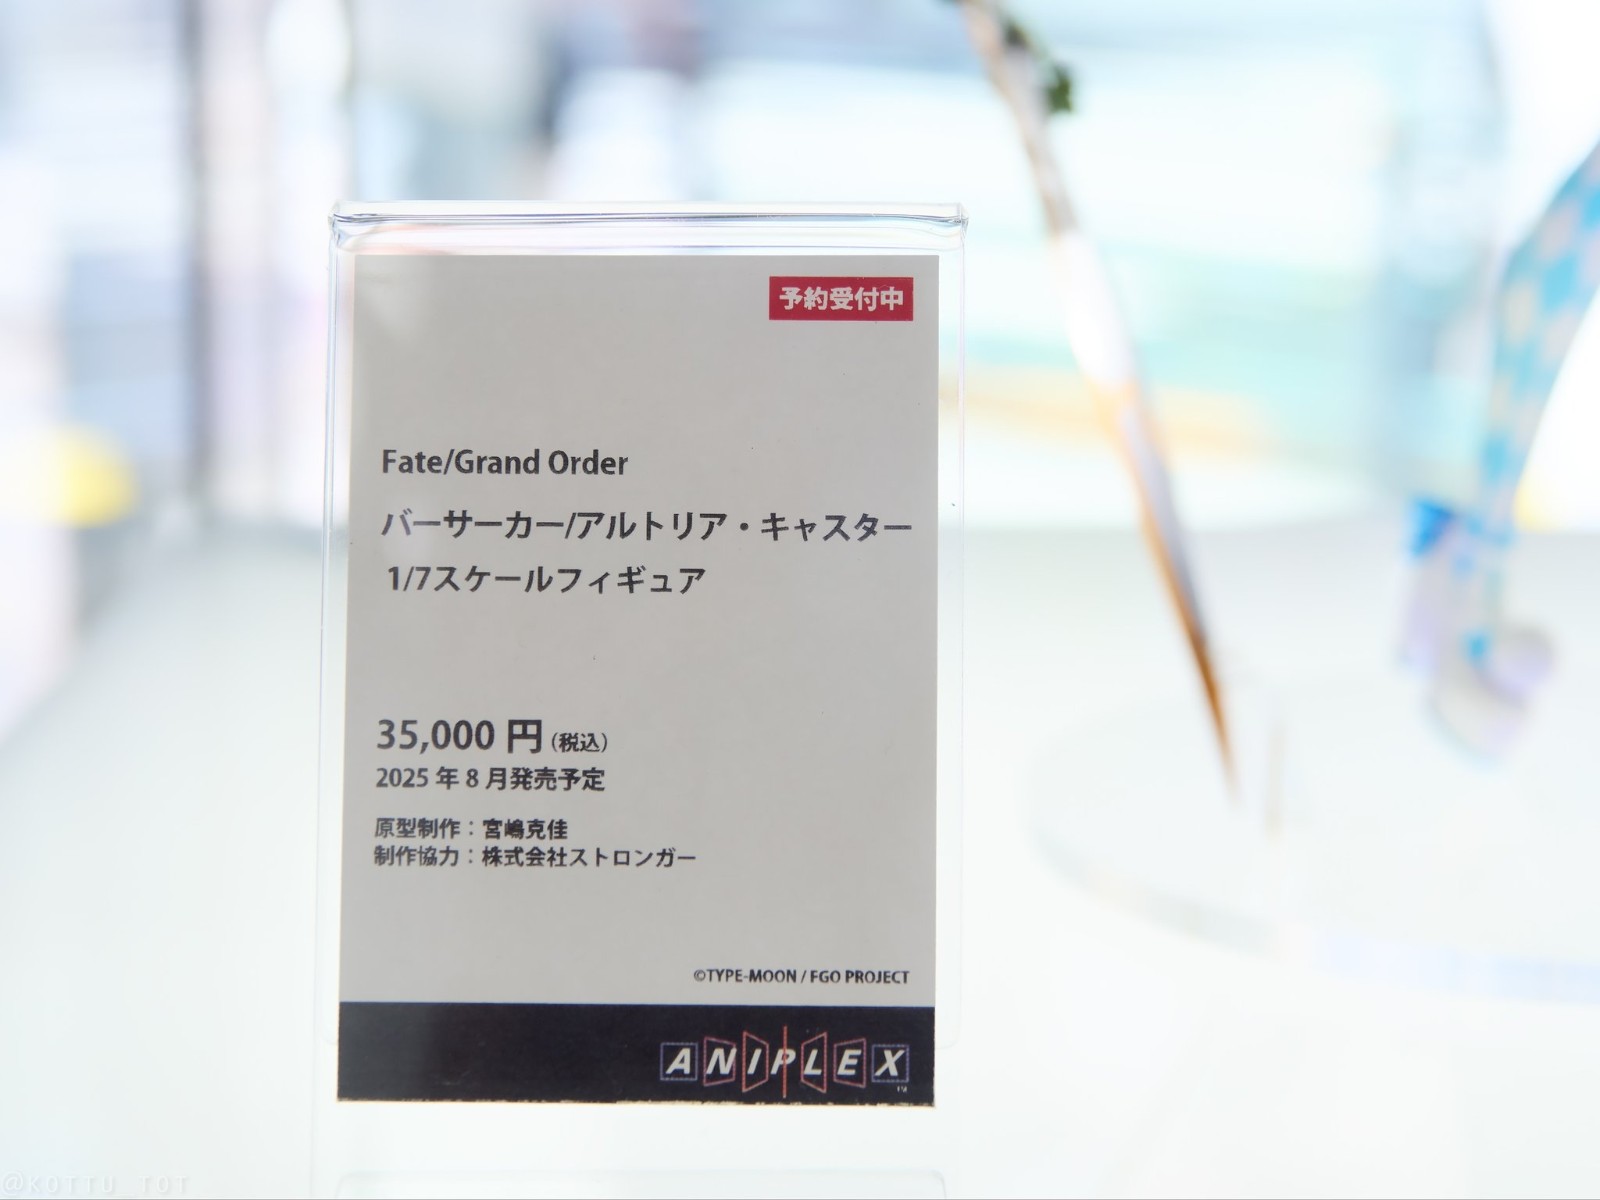 予約受付中
Fate/Grand Order
バーサーカー/アルトリア・キャスター
1/7スケールフィギュア
35,000 円(税込)
2025 年 8 月発売予定
原型制作：宮嶋克佳
制作協力：株式会社ストロンガー
©TYPE-MOON / FGO PROJECT
ANIPLEX
@KOTTU_TOT